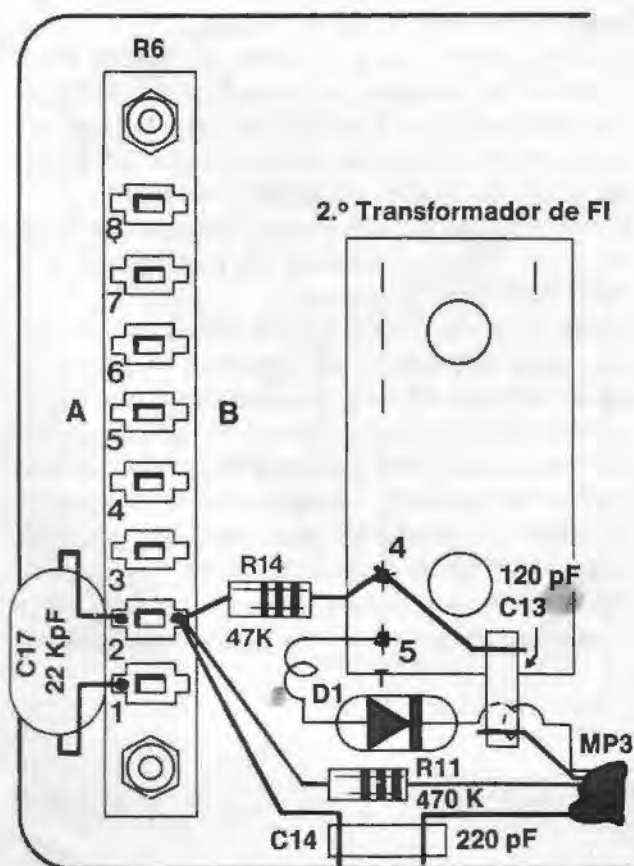 R6
8
2.º Transformador de FI
7
6
A
B
5
4
3
4
R14
120 pF
C13
C17
22 KpF
2
47K
5
1
D1
MP3
R11
470 K
C14
220 pF